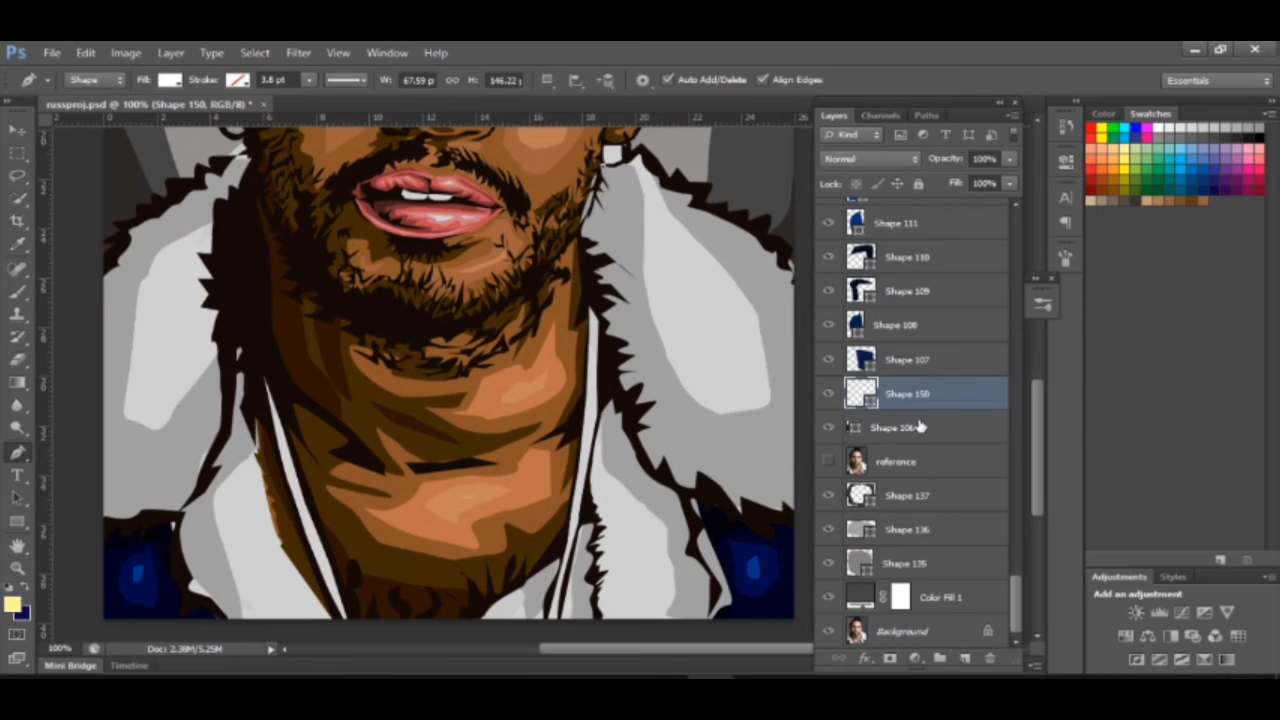 Ps File Edit Image Layer Type Select Filter View Window Help
Shape Fill: Stroke: 3.8 pt W: 67.59 p H: 146.22 Auto Add/Delete Align Edges Essentials
russproj.psd @ 100% (Shape 150, RGB/8) * ×
Layers Channels Paths
Color Swatches
Kind
Normal Opacity: 100%
Lock: Fill: 100%
Shape 111
Shape 110
Shape 109
Shape 108
Shape 107
Shape 150
Shape 106
reference
Shape 137
Shape 136
Shape 135
Color Fill 1
Background
Adjustments Styles
Add an adjustment
100% Doc: 2.38M/5.25M
Mini Bridge Timeline